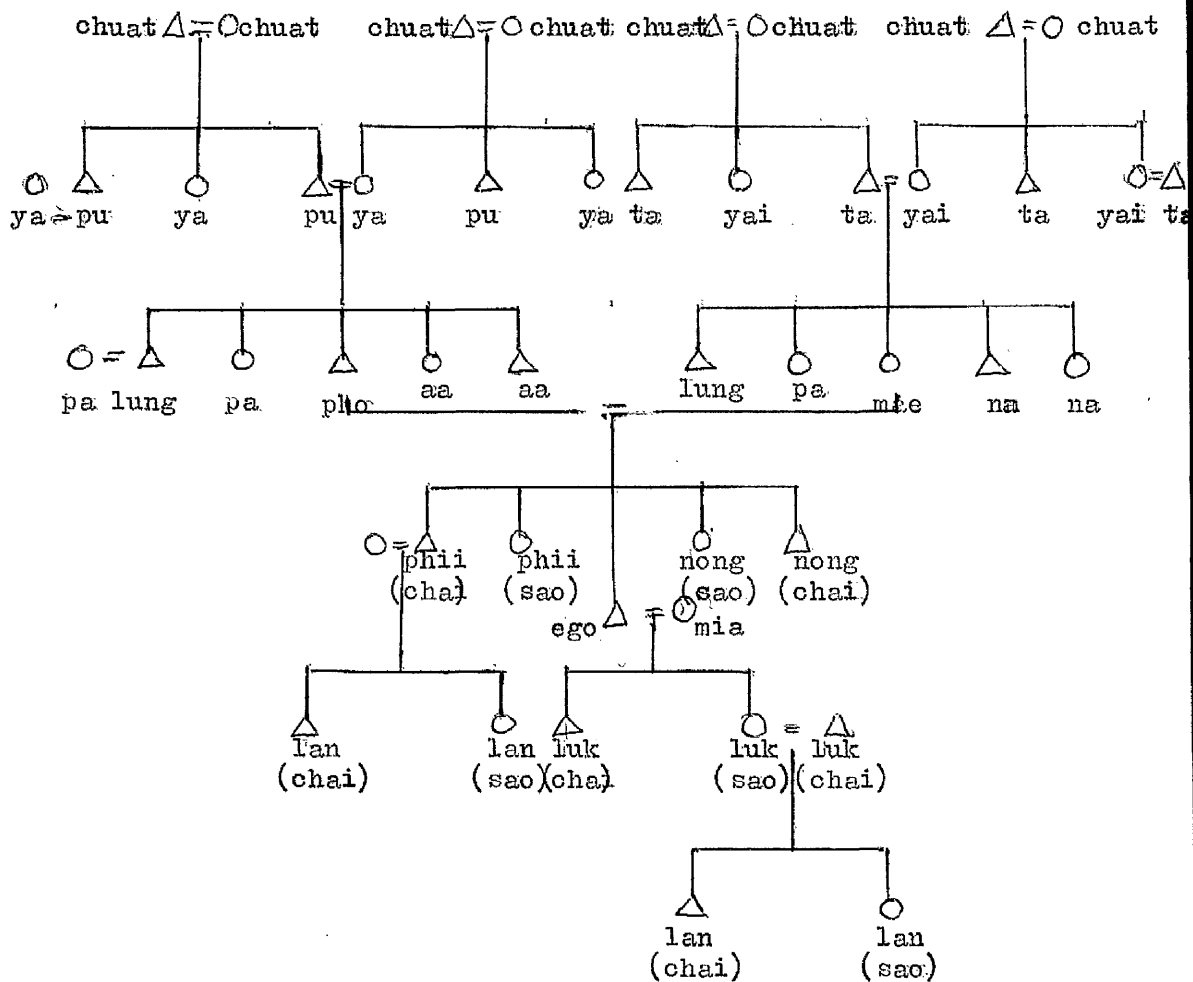 chuat chuat chuat chuat chuat chuat chuat chuat
ya = pu ya pu ya pu ya ta yai ta yai ta yai ta
pa lung pa pho aa aa lung pa mae na na
phii phii nong nong
(chai) (sao) (sao) (chai)
ego mia
lan lan luk luk luk
(chai) (sao) (chai) (sao) (chai)
lan lan
(chai) (sao)